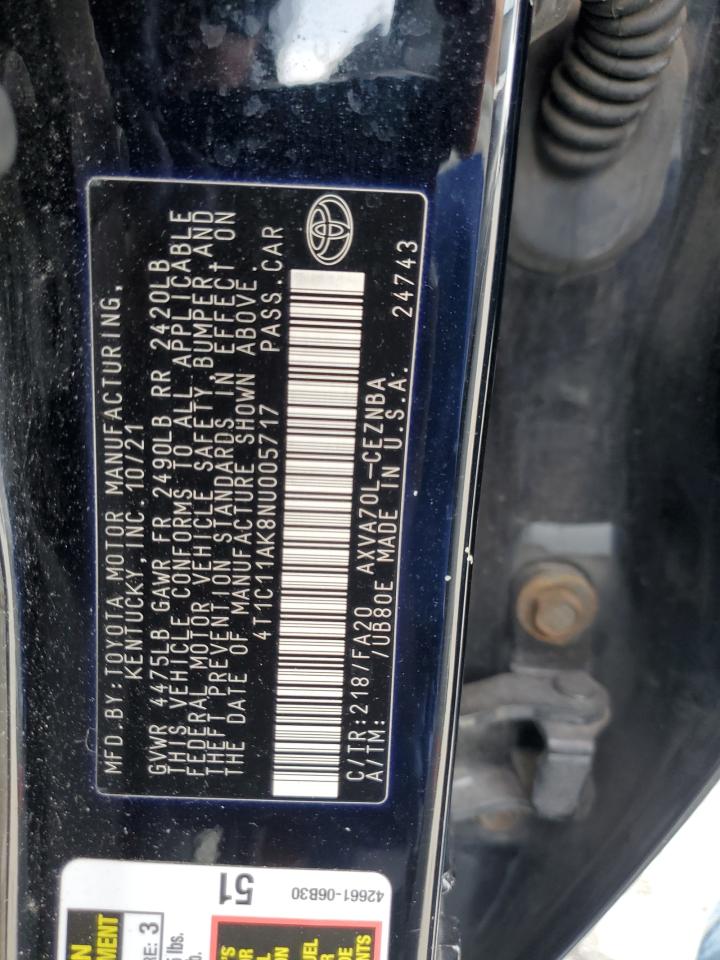 MFD BY: TOYOTA MOTOR MANUFACTURING,
KENTUCKY, INC. 10/21
GVWR 4475LB GAWR FR 2490LB RR 2420LB
THIS VEHICLE CONFORMS TO ALL APPLICABLE
FEDERAL MOTOR VEHICLE SAFETY, BUMPER AND
THEFT PREVENTION STANDARDS IN EFFECT ON
THE DATE OF MANUFACTURE SHOWN ABOVE
4T1C11AK8NU005717 PASS.CAR
C/TR:218/FA20 AXVA70L-CEZNBA
A/TM: /UB80E MADE IN U.S.A. 24743
51
42661-06B30